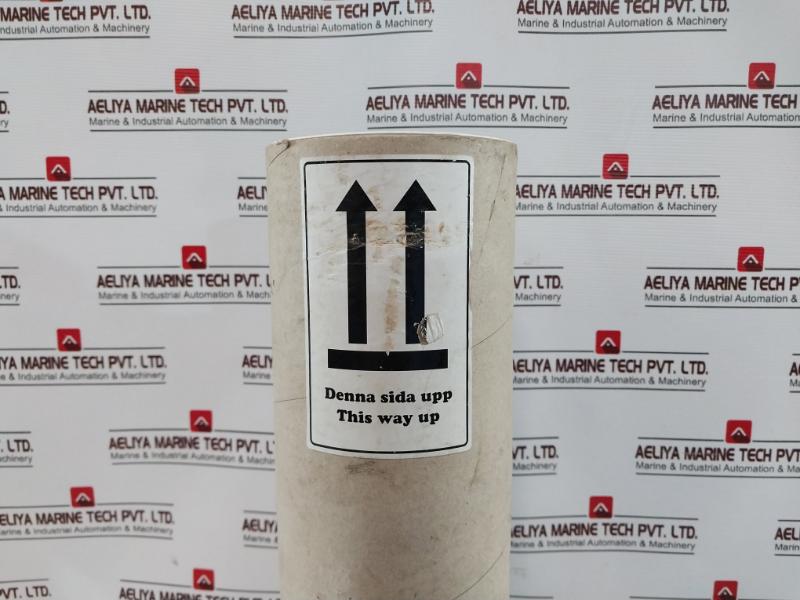 AELIYA MARINE TECH PVT. LTD.
Marine & Industrial Automation & Machinery
Denna sida upp
This way up